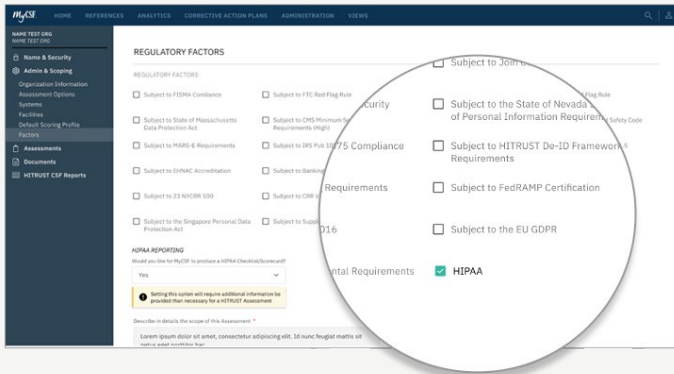 MyCSF HOME REFERENCES ANALYTICS CORRECTIVE ACTION PLANS ADMINISTRATION VIEWS
NAME TEST ORG
NAME TEST ORG
Name & Security
Admin & Scoping
Organization Information
Assessment Options
Systems
Facilities
Default Scoring Profile
Factors
Assessments
Documents
HITRUST CSF Reports
REGULATORY FACTORS
REGULATORY FACTORS
Subject to FISMA Comliance
Subject to FTC Red Flag Rule
Subject to State of Massachusetts
Data Protection Act
Subject to CMS Minimum Se
Requirements (High)
Subject to MARS-E Requirements
Subject to IRS Pub 10
Subject to EHNAC Accreditation
Subject to Banking
Subject to 23 NYCRR 500
Subject to CRR
Subject to the Singapore Personal Data
Protection Act
Subject to Suppl
Subject to Join
Flag Rule
curity
Subject to the State of Nevada
of Personal Information Requirem
Safety Code
75 Compliance
Subject to HITRUST De-ID Framework
Requirements
Requirements
Subject to FedRAMP Certification
016
Subject to the EU GDPR
ntal Requirements
HIPAA
HIPAA REPORTING
Would you like for MyCSF to produce a HIPAA Checklist/Scorecard?
Yes
Setting this option will require additional information be
provided than necessary for a HITRUST Assessment
Describe in details the scope of this Assessment *
Lorem ipsum dolor sit amet, consectetur adipiscing elit. Id nunc feugiat mattis sit